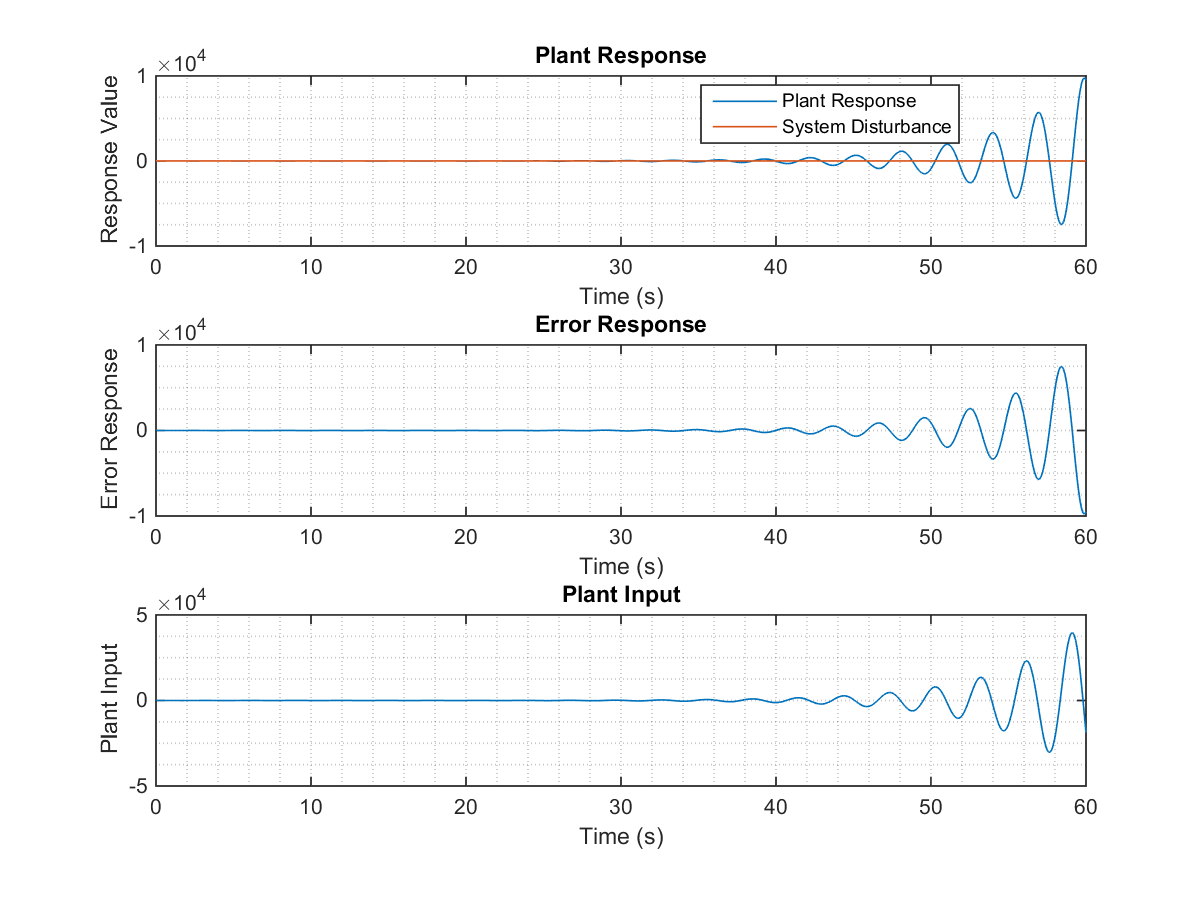 Plant Response
×10^4
1
0
-1
Response Value
Plant Response
System Disturbance
0 10 20 30 40 50 60
Time (s)
Error Response
×10^4
1
0
-1
Error Response
0 10 20 30 40 50 60
Time (s)
Plant Input
×10^4
5
0
-5
Plant Input
0 10 20 30 40 50 60
Time (s)